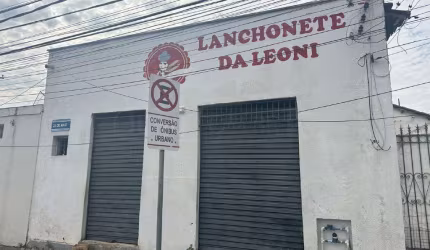 LANCHONETE
DA LEONI
CONVERSÃO
DE ÔNIBUS
URBANO